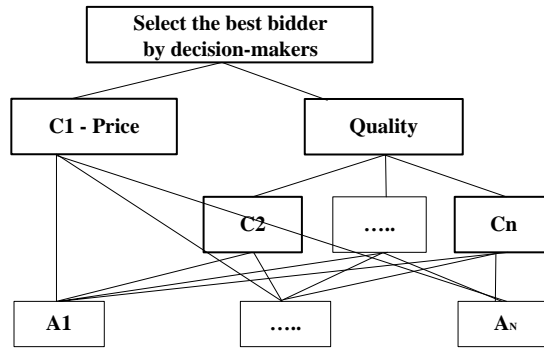 Select the best bidder
by decision-makers
C1 - Price
Quality
C2
.....
Cn
A1
.....
AN